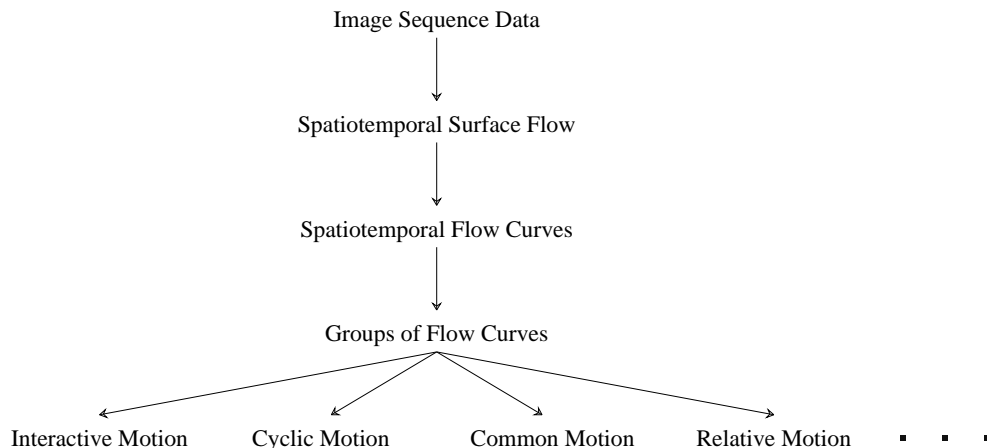 Image Sequence Data
Spatiotemporal Surface Flow
Spatiotemporal Flow Curves
Groups of Flow Curves
Interactive Motion Cyclic Motion Common Motion Relative Motion . . .